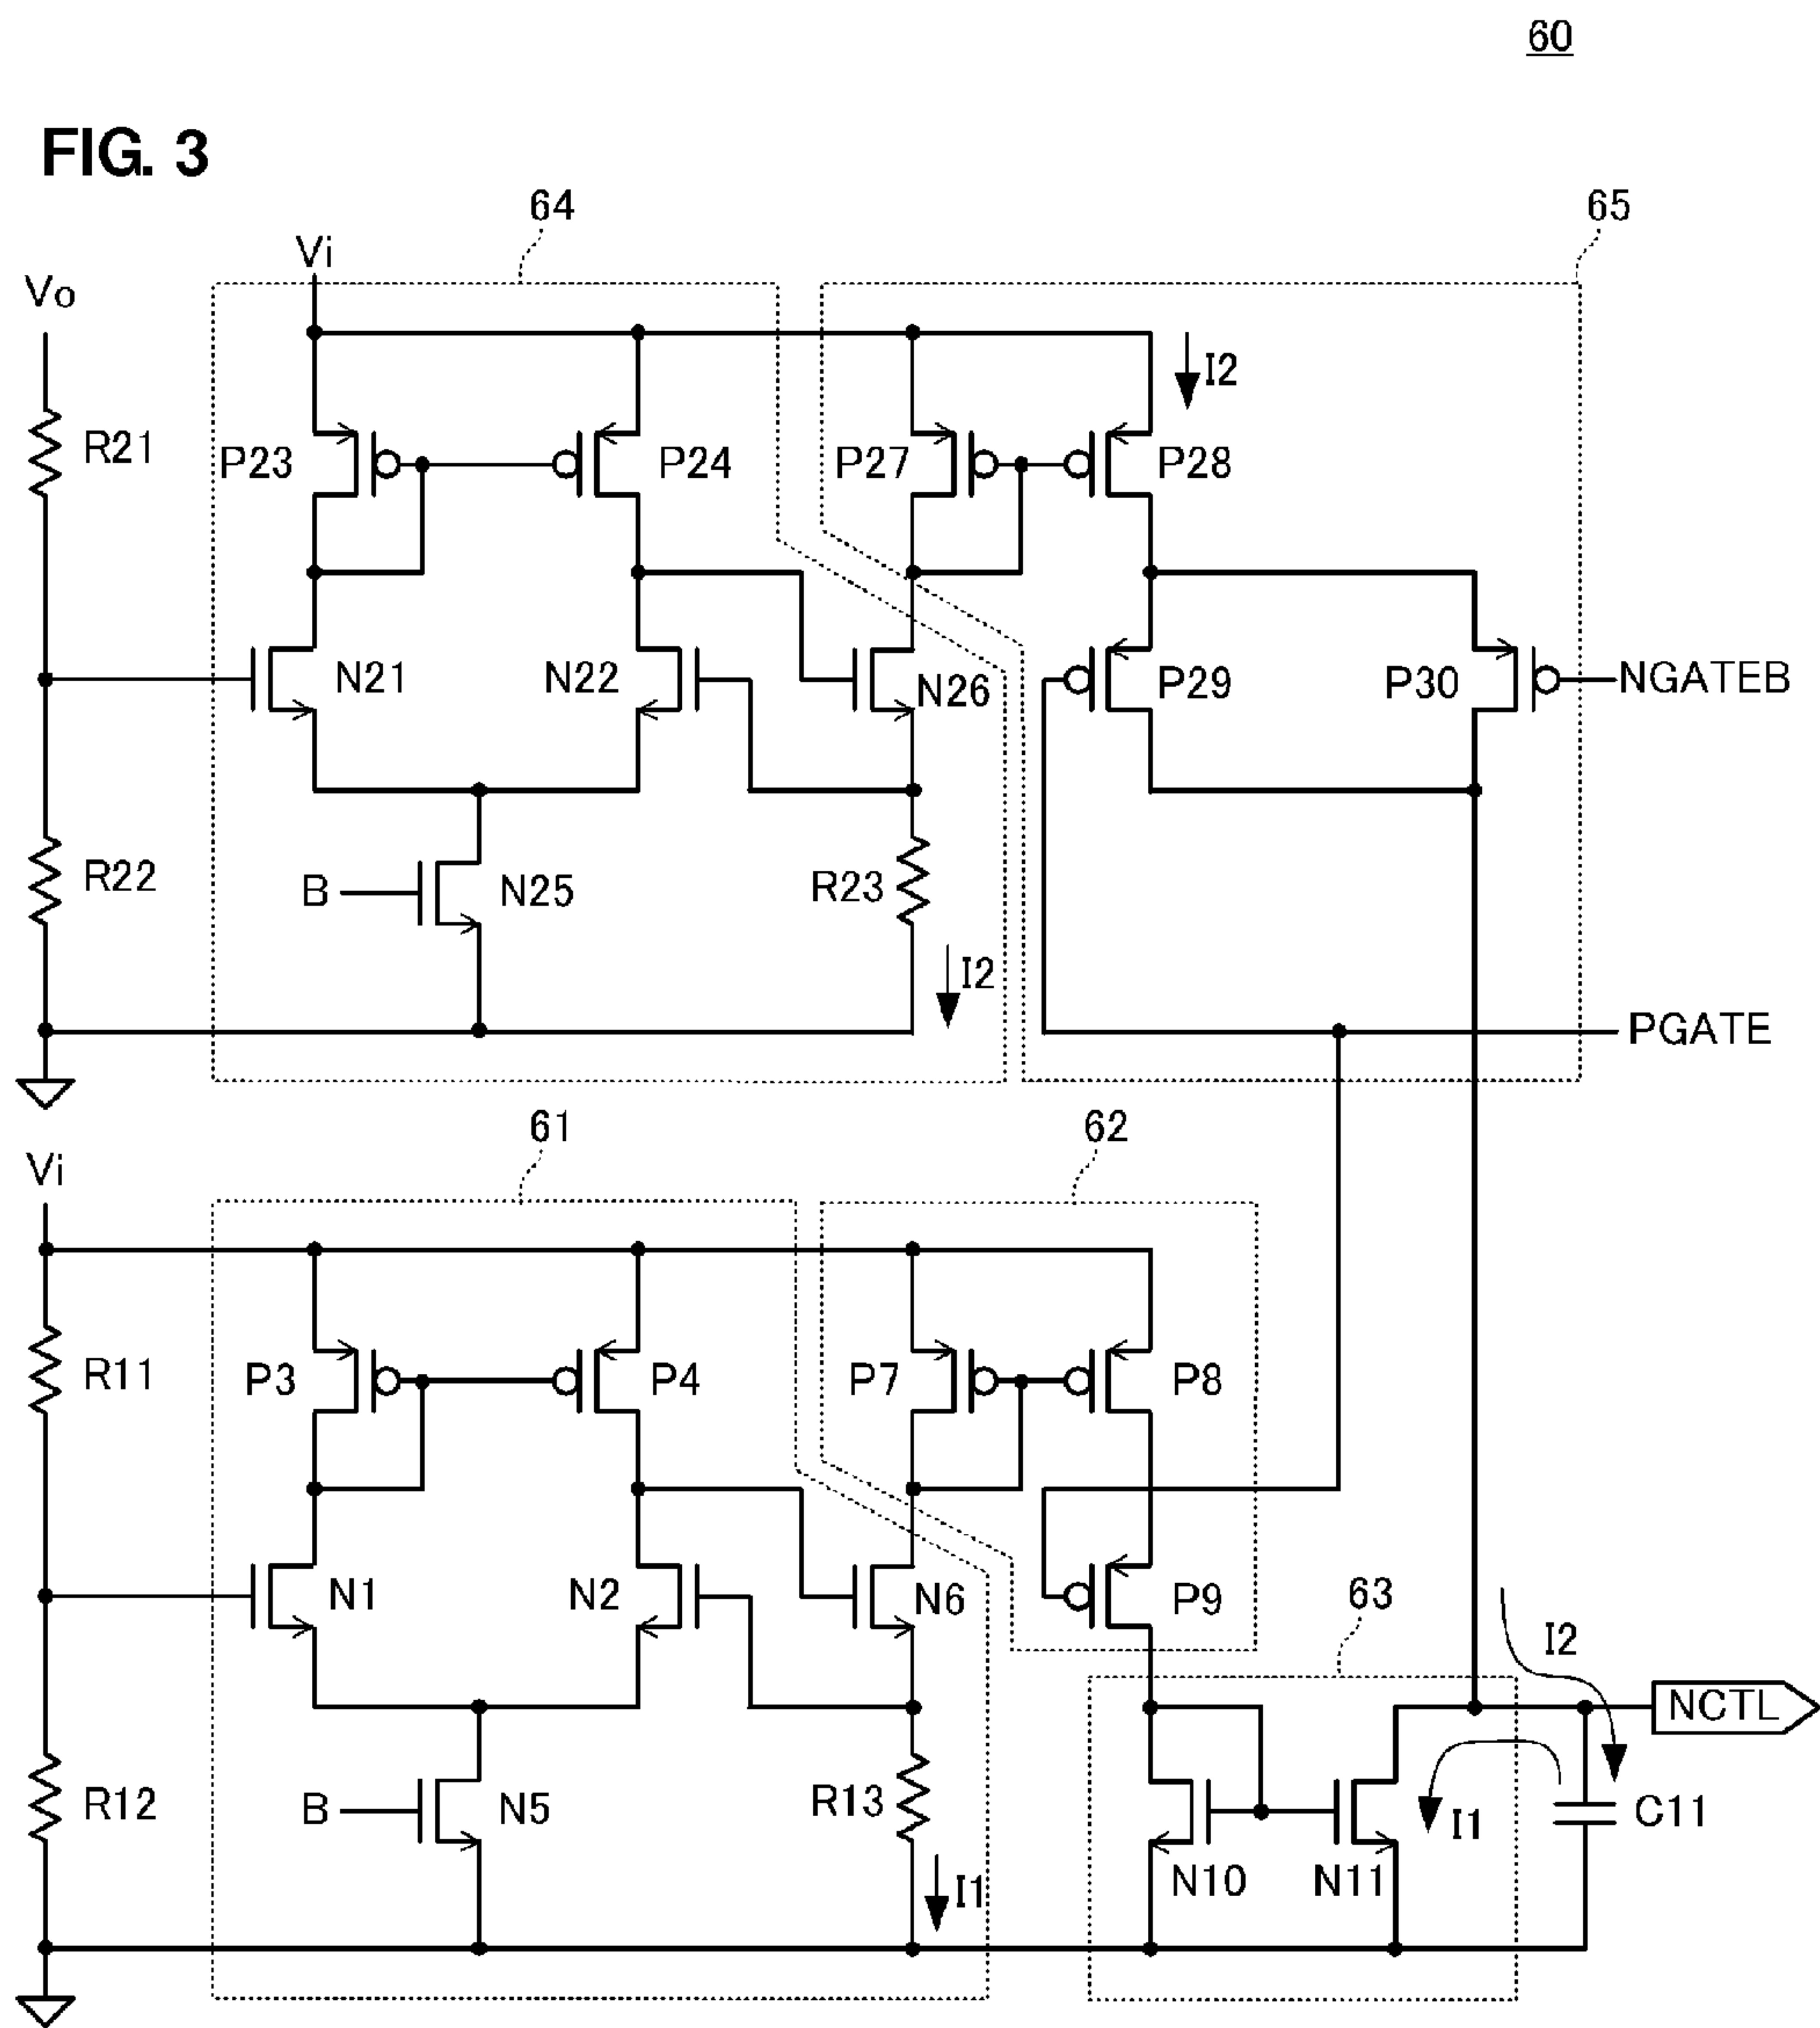 60
FIG. 3
64
65
Vi
Vo
I2
R21
P23
P24
P27
P28
N21
N22
N26
P29
P30
NGATEB
R22
B
N25
R23
I2
PGATE
61
62
Vi
R11
P3
P4
P7
P8
N1
N2
N6
P9
63
I2
NCTL
R12
B
N5
R13
I1
C11
N10
N11
I1